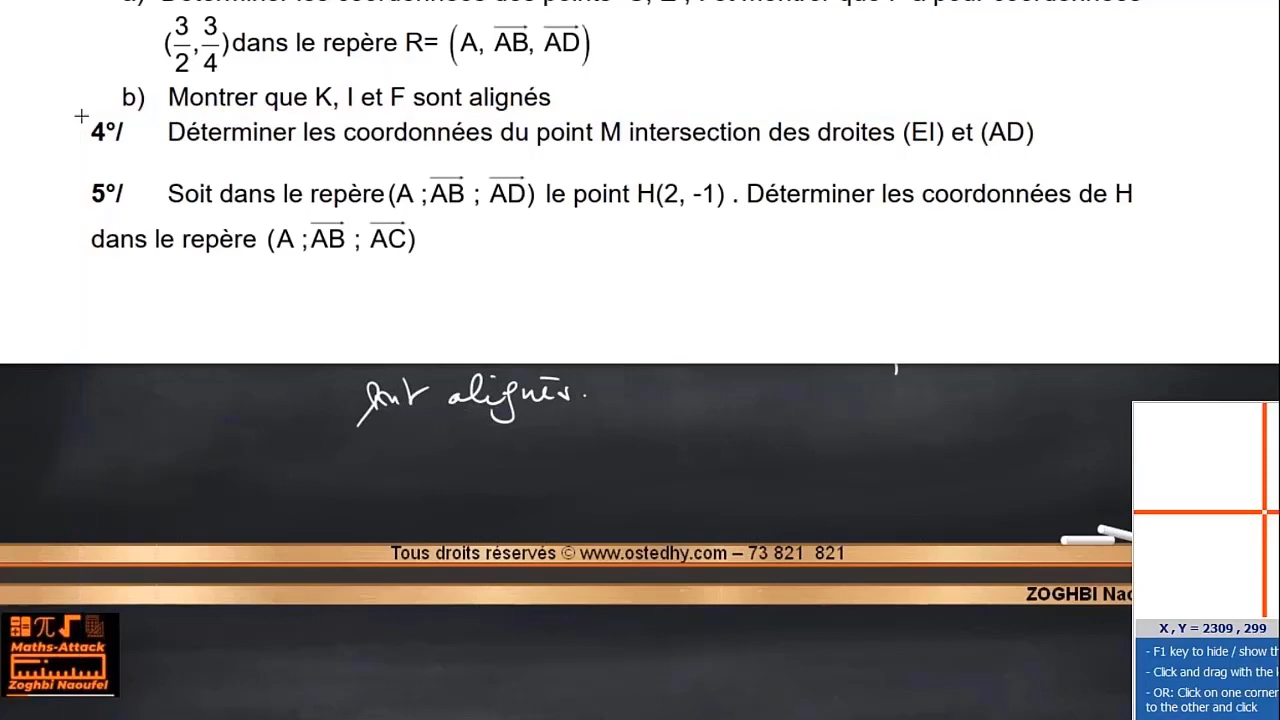 (3/2, 3/4) dans le repère R= (A, AB, AD)
b) Montrer que K, I et F sont alignés
4°/ Déterminer les coordonnées du point M intersection des droites (EI) et (AD)
5°/ Soit dans le repère (A ; AB ; AD) le point H(2, -1) . Déterminer les coordonnées de H
dans le repère (A ; AB ; AC)
sont alignés.
Tous droits réservés © www.ostedhy.com – 73 821 821
ZOGHBI
Maths-Attack
Zoghbi Naoufel
X , Y = 2309 , 299
- F1 key to hide / show
- Click and drag with the
- OR: Click on one corner
to the other and click